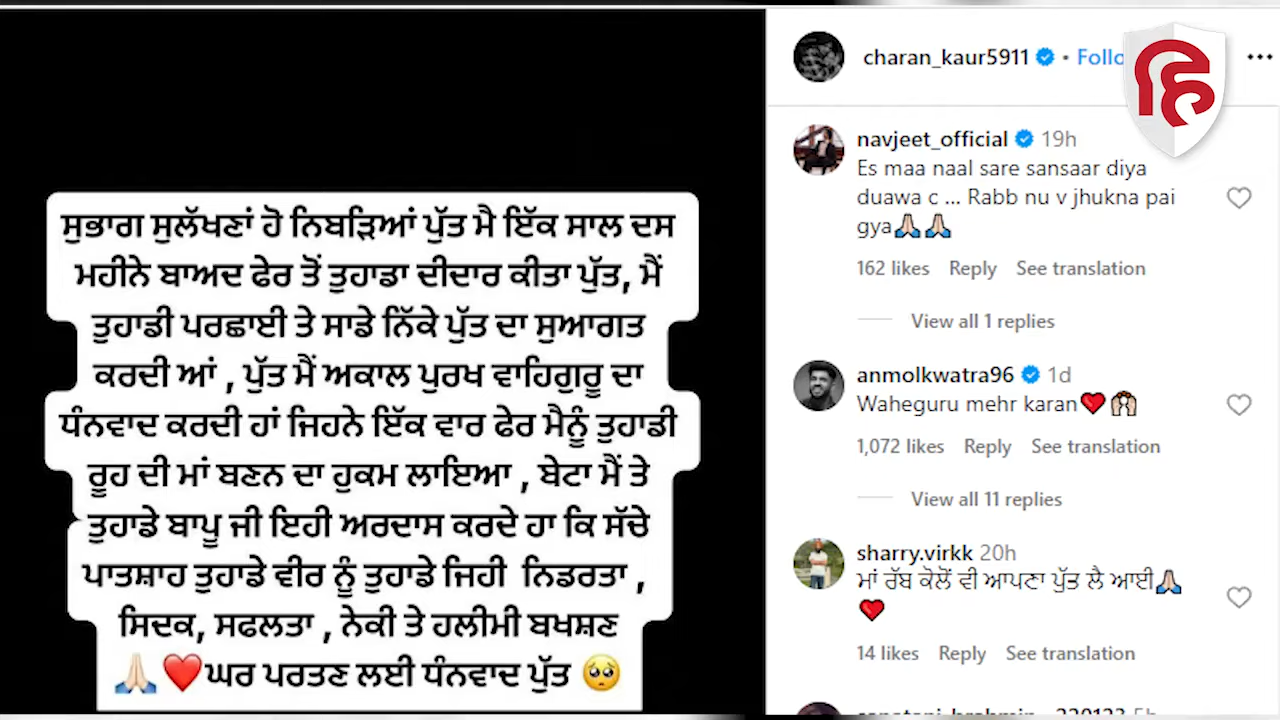 ਸੁਭਾਗ ਸੁਲੱਖਣਾਂ ਹੋ ਨਿਬੜਿਆਂ ਪੁੱਤ ਮੈ ਇੱਕ ਸਾਲ ਦਸ
ਮਹੀਨੇ ਬਾਅਦ ਫੇਰ ਤੋਂ ਤੁਹਾਡਾ ਦੀਦਾਰ ਕੀਤਾ ਪੁੱਤ, ਮੈਂ
ਤੁਹਾਡੀ ਪਰਛਾਈ ਤੇ ਸਾਡੇ ਨਿੱਕੇ ਪੁੱਤ ਦਾ ਸੁਆਗਤ
ਕਰਦੀ ਆਂ , ਪੁੱਤ ਮੈਂ ਅਕਾਲ ਪੁਰਖ ਵਾਹਿਗੁਰੂ ਦਾ
ਧੰਨਵਾਦ ਕਰਦੀ ਹਾਂ ਜਿਹਨੇ ਇੱਕ ਵਾਰ ਫੇਰ ਮੈਨੂੰ ਤੁਹਾਡੀ
ਰੂਹ ਦੀ ਮਾਂ ਬਣਨ ਦਾ ਹੁਕਮ ਲਾਇਆ , ਬੇਟਾ ਮੈਂ ਤੇ
ਤੁਹਾਡੇ ਬਾਪੂ ਜੀ ਇਹੀ ਅਰਦਾਸ ਕਰਦੇ ਹਾ ਕਿ ਸੱਚੇ
ਪਾਤਸ਼ਾਹ ਤੁਹਾਡੇ ਵੀਰ ਨੂੰ ਤੁਹਾਡੇ ਜਿਹੀ ਨਿਡਰਤਾ ,
ਸਿਦਕ, ਸਫਲਤਾ , ਨੇਕੀ ਤੇ ਹਲੀਮੀ ਬਖਸ਼ਣ
🙏🏻❤️ਘਰ ਪਰਤਣ ਲਈ ਧੰਨਵਾਦ ਪੁੱਤ 🥺
charan_kaur5911 • Follo
हि
navjeet_official 19h
Es maa naal sare sansaar diya
duawa c ... Rabb nu v jhukna pai
gya🙏🏻🙏🏻
162 likes Reply See translation
View all 1 replies
anmolkwatra96 1d
Waheguru mehr karan❤️🙌🏻
1,072 likes Reply See translation
View all 11 replies
sharry.virkk 20h
ਮਾਂ ਰੱਬ ਕੋਲੋਂ ਵੀ ਆਪਣਾ ਪੁੱਤ ਲੈ ਆਈ🙏🏻
❤️
14 likes Reply See translation